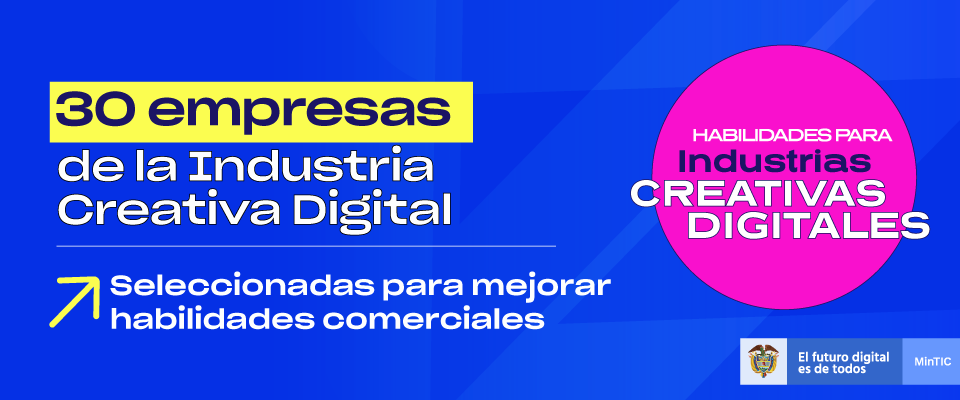 30 empresas
de la Industria
Creativa Digital
Seleccionadas para mejorar
habilidades comerciales
HABILIDADES PARA
Industrias
CREATIVAS
DIGITALES
El futuro digital
es de todos
MinTIC